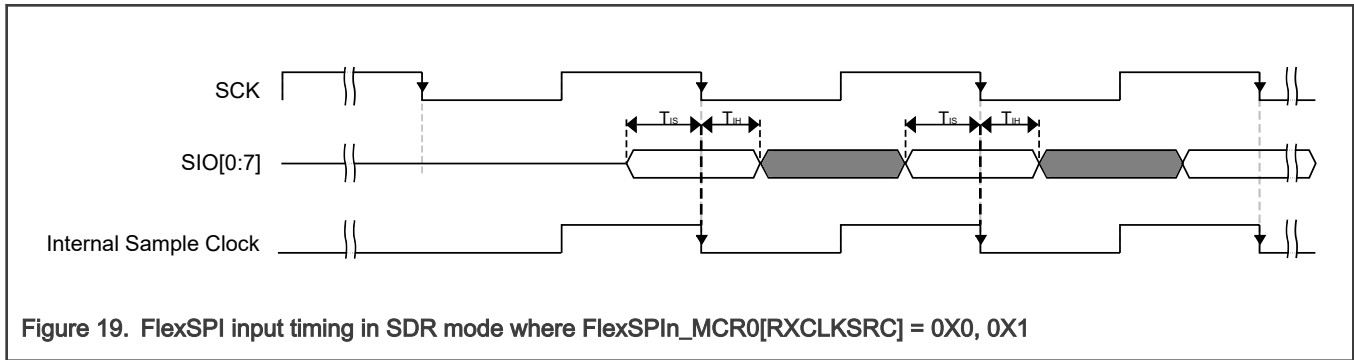 SCK
TIS TIH TIS TIH
SIO[0:7]
Internal Sample Clock
Figure 19. FlexSPI input timing in SDR mode where FlexSPIn_MCR0[RXCLKSRC] = 0X0, 0X1